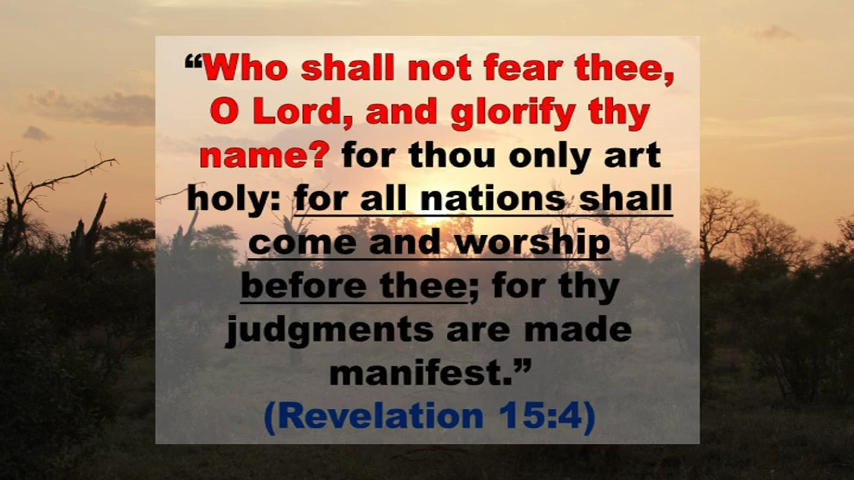 “Who shall not fear thee,
O Lord, and glorify thy
name? for thou only art
holy: for all nations shall
come and worship
before thee; for thy
judgments are made
manifest.”
(Revelation 15:4)